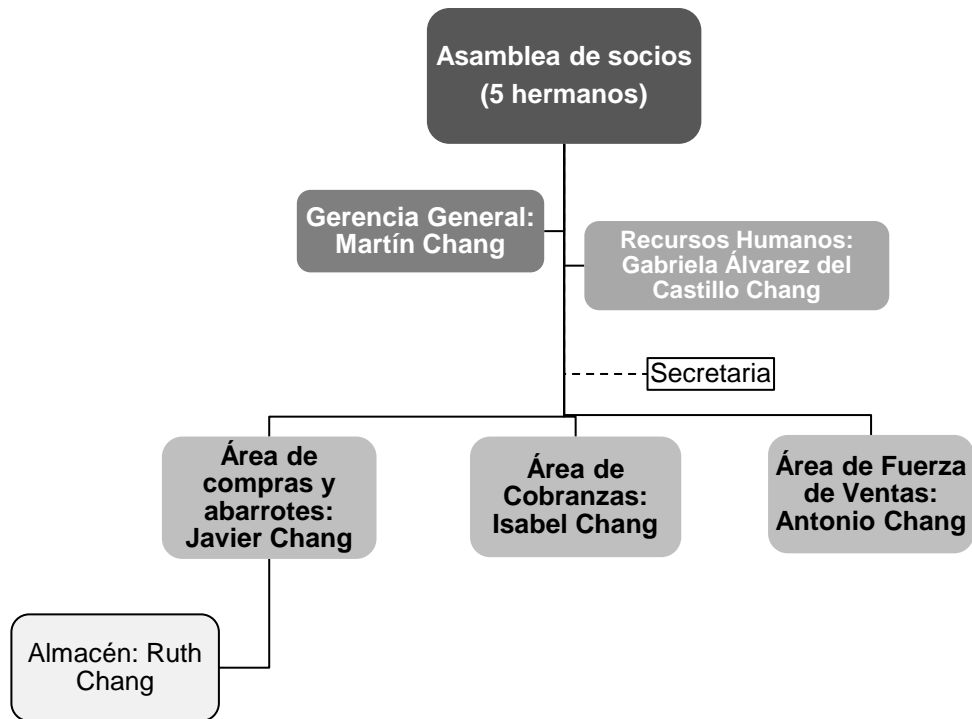 Asamblea de socios
(5 hermanos)
Gerencia General:
Martín Chang
Recursos Humanos:
Gabriela Álvarez del
Castillo Chang
Secretaria
Área de
compras y
abarrotes:
Javier Chang
Área de
Cobranzas:
Isabel Chang
Área de Fuerza
de Ventas:
Antonio Chang
Almacén: Ruth
Chang